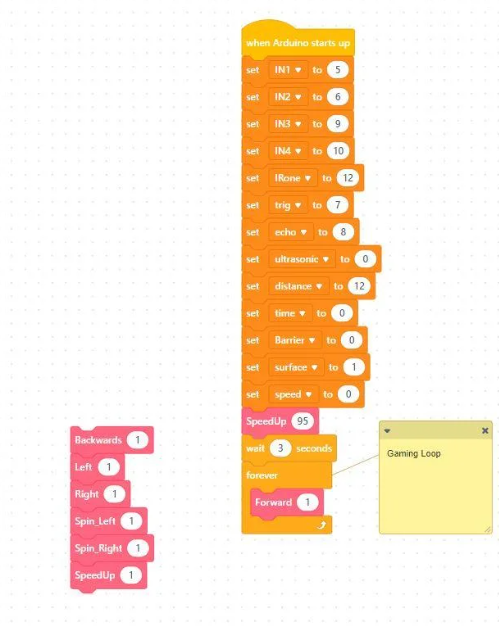 when Arduino starts up
set IN1 to 5
set IN2 to 6
set IN3 to 9
set IN4 to 10
set IRone to 12
set trig to 7
set echo to 8
set ultrasonic to 0
set distance to 12
set time to 0
set Barrier to 0
set surface to 1
set speed to 0
SpeedUp 95
wait 3 seconds
forever
Forward 1
Gaming Loop
Backwards 1
Left 1
Right 1
Spin_Left 1
Spin_Right 1
SpeedUp 1